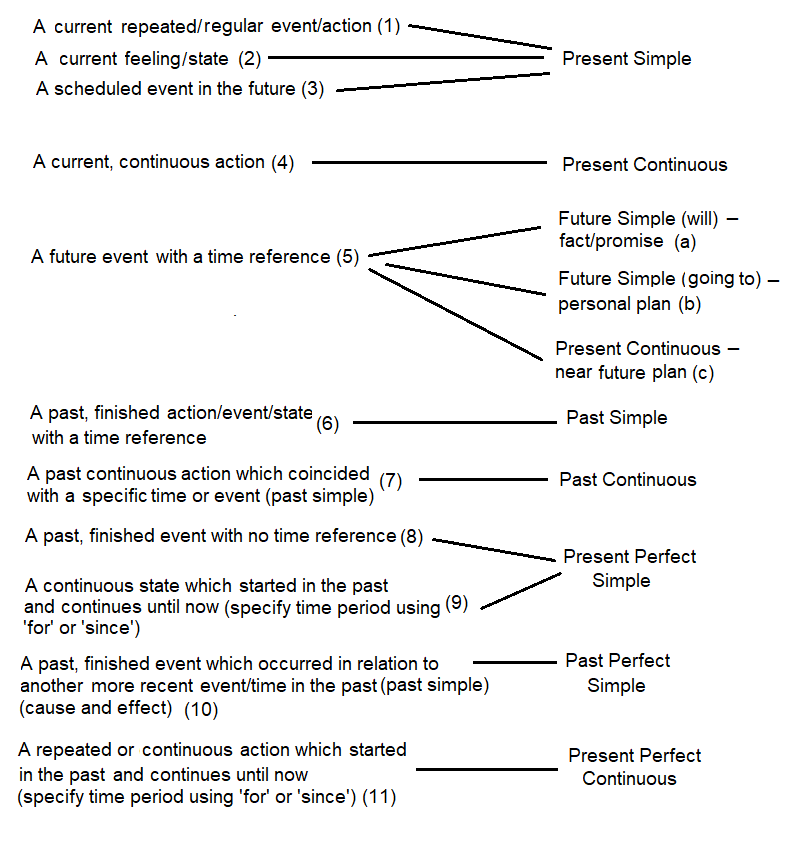 A current repeated/regular event/action (1)
A current feeling/state (2)
Present Simple
A scheduled event in the future (3)
A current, continuous action (4)
Present Continuous
Future Simple (will) –
fact/promise (a)
A future event with a time reference (5)
Future Simple (going to) –
personal plan (b)
Present Continuous –
near future plan (c)
A past, finished action/event/state (6)
with a time reference
Past Simple
A past continuous action which coincided (7)
with a specific time or event (past simple)
Past Continuous
A past, finished event with no time reference (8)
Present Perfect
Simple
A continuous state which started in the past
and continues until now (specify time period using (9)
'for' or 'since')
A past, finished event which occurred in relation to
another more recent event/time in the past (past simple)
(cause and effect) (10)
Past Perfect
Simple
A repeated or continuous action which started
in the past and continues until now
(specify time period using 'for' or 'since') (11)
Present Perfect
Continuous